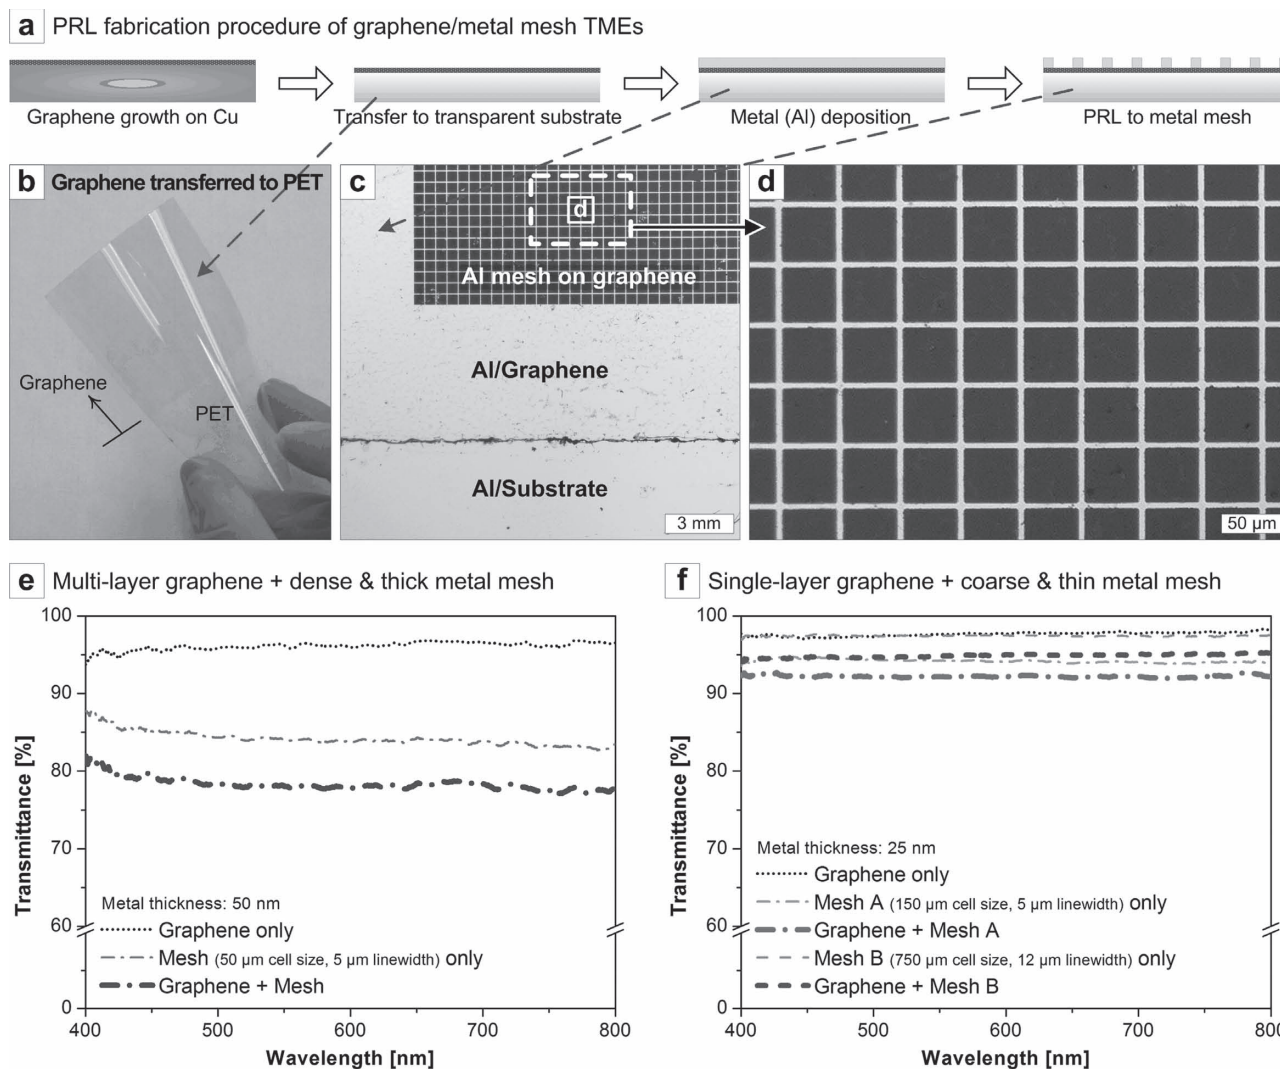 a PRL fabrication procedure of graphene/metal mesh TMEs
Graphene growth on Cu
Transfer to transparent substrate
Metal (Al) deposition
PRL to metal mesh
b Graphene transferred to PET
Graphene
PET
c
d
Al mesh on graphene
Al/Graphene
Al/Substrate
3 mm
d
50 μm
e Multi-layer graphene + dense & thick metal mesh
Transmittance [%]
100
90
80
70
60
0
Metal thickness: 50 nm
Graphene only
Mesh (50 μm cell size, 5 μm linewidth) only
Graphene + Mesh
400 500 600 700 800
Wavelength [nm]
f Single-layer graphene + coarse & thin metal mesh
Transmittance [%]
100
90
80
70
60
0
Metal thickness: 25 nm
Graphene only
Mesh A (150 μm cell size, 5 μm linewidth) only
Graphene + Mesh A
Mesh B (750 μm cell size, 12 μm linewidth) only
Graphene + Mesh B
400 500 600 700 800
Wavelength [nm]